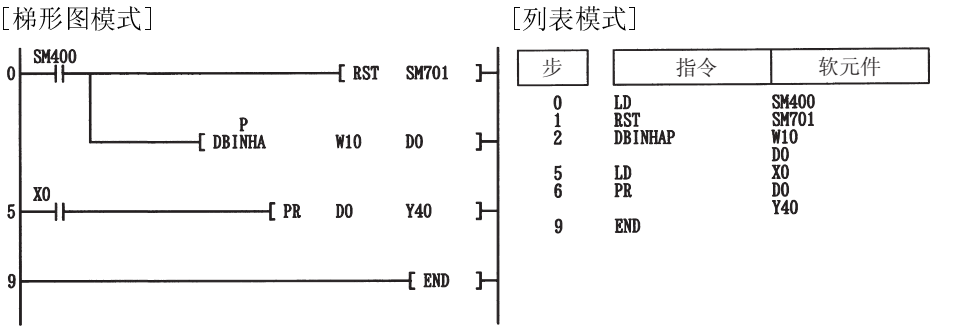 [梯形图模式]
SM400
0 RST SM701
P
DBINHA W10 D0
X0
5 PR D0 Y40
9 END
[列表模式]
步 指令 软元件
0 LD SM400
1 RST SM701
2 DBINHAP W10
D0
5 LD X0
6 PR D0
Y40
9 END